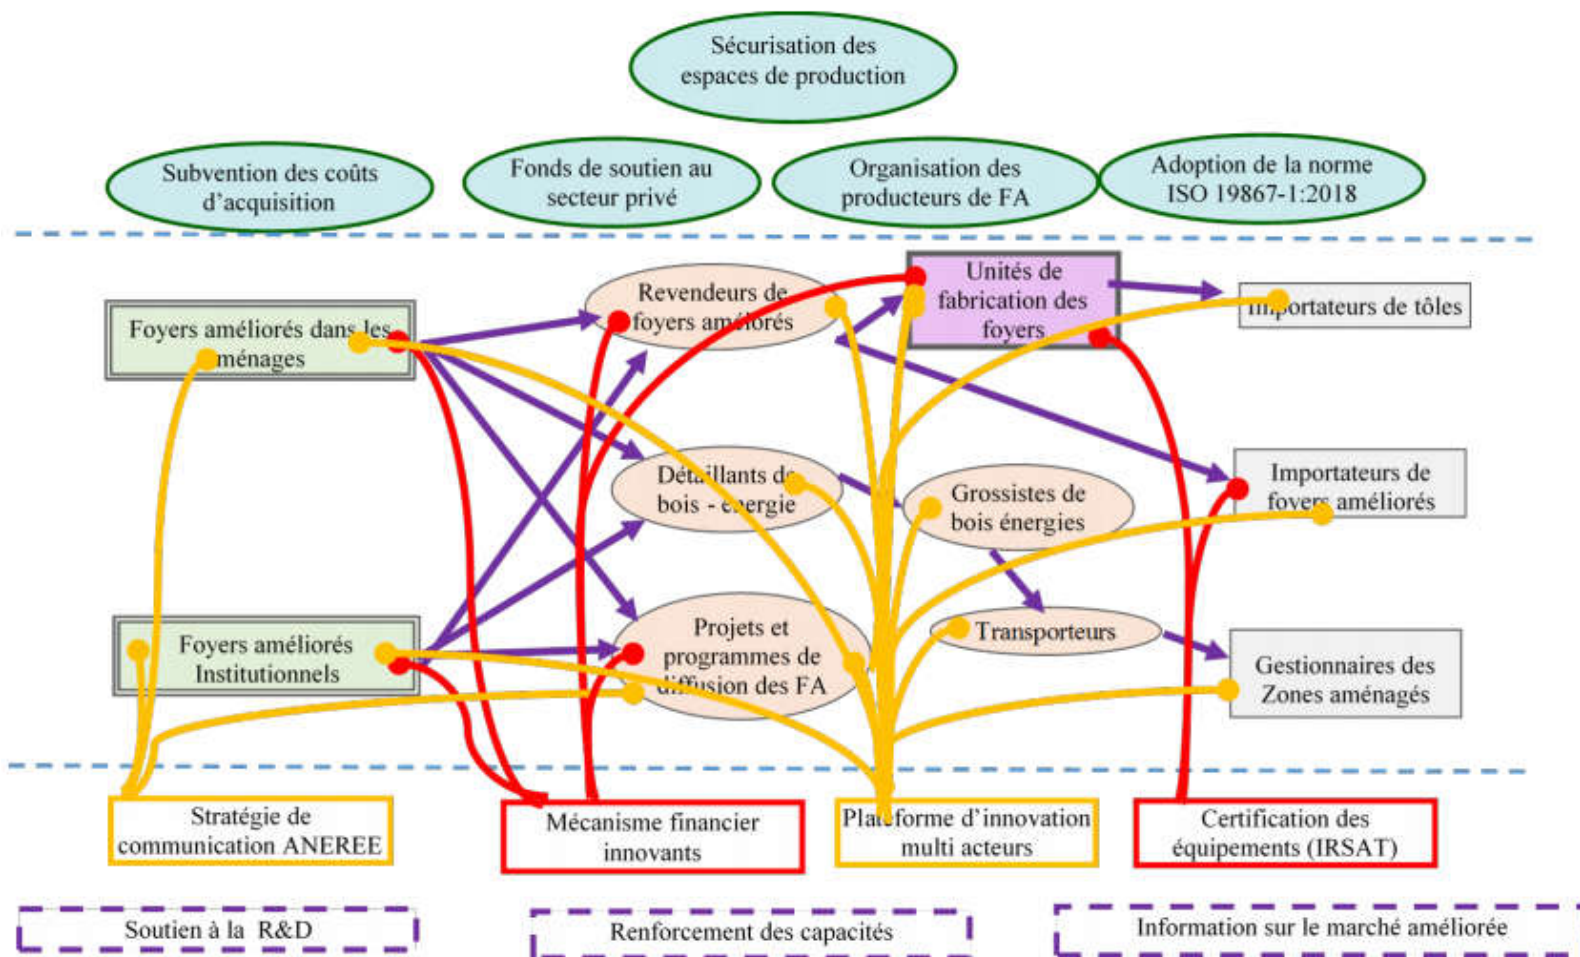 Sécurisation des
espaces de production
Subvention des coûts
d'acquisition
Fonds de soutien au
secteur privé
Organisation des
producteurs de FA
Adoption de la norme
ISO 19867-1:2018
Foyers améliorés dans les
ménages
Revendeurs de
foyers amélorés
Unités de
fabrication des
foyers
Importateurs de tôles
Détaillants de
bois - énergie
Grossistes de
bois énergies
Importateurs de
foyers améliorés
Foyers améliorés
Institutionnels
Projets et
programmes de
diffusion des FA
Transporteurs
Gestionnaires des
Zones aménagés
Stratégie de
communication ANEREE
Mécanisme financier
innovants
Plateforme d'innovation
multi acteurs
Certification des
équipements (IRSAT)
Soutien à la R&D
Renforcement des capacités
Information sur le marché améliorée